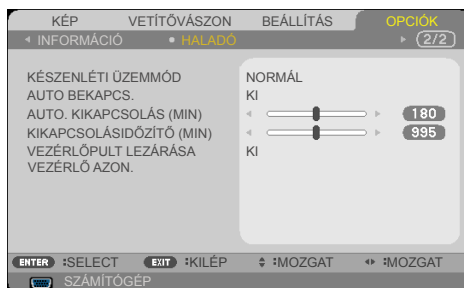 KÉP VETÍTŐVÁSZON BEÁLLÍTÁS OPCIÓK
INFORMÁCIÓ HALADÓ (2/2)
KÉSZENLÉTI ÜZEMMÓD NORMÁL
AUTO BEKAPCS. KI
AUTO. KIKAPCSOLÁS (MIN) 180
KIKAPCSOLÁSIDŐZÍTŐ (MIN) 995
VEZÉRLŐPULT LEZÁRÁSA KI
VEZÉRLŐ AZON.
ENTER :SELECT EXIT :KILÉP :MOZGAT :MOZGAT
SZÁMÍTÓGÉP